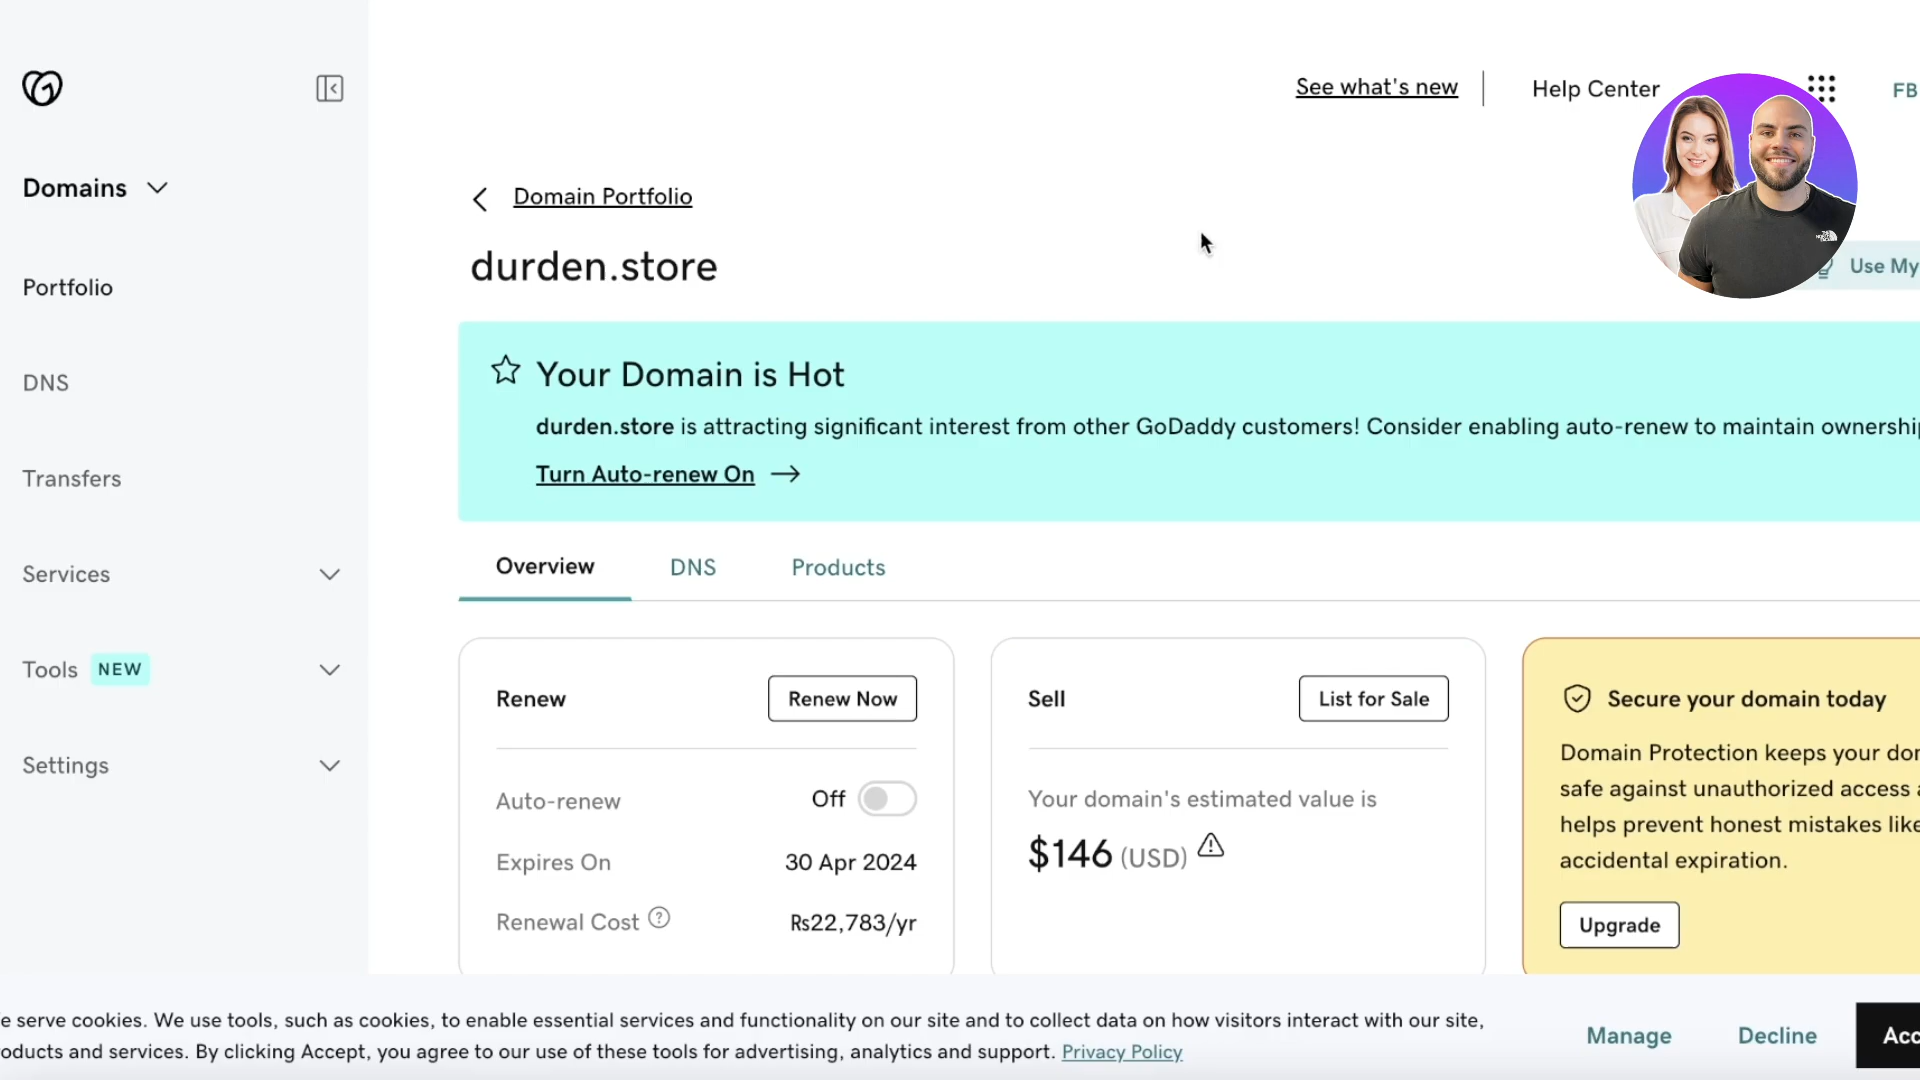 See what's new
Help Center
FB
Domains
Domain Portfolio
durden.store
Use My
Portfolio
DNS
Transfers
Services
Tools NEW
Settings
Your Domain is Hot
durden.store is attracting significant interest from other GoDaddy customers! Consider enabling auto-renew to maintain ownership
Turn Auto-renew On
Overview
DNS
Products
Renew
Renew Now
Auto-renew
Off
Expires On
30 Apr 2024
Renewal Cost
₨22,783/yr
Sell
List for Sale
Your domain's estimated value is
$146 (USD)
Secure your domain today
Domain Protection keeps your dom
safe against unauthorized access a
helps prevent honest mistakes like
accidental expiration.
Upgrade
e serve cookies. We use tools, such as cookies, to enable essential services and functionality on our site and to collect data on how visitors interact with our site,
oducts and services. By clicking Accept, you agree to our use of these tools for advertising, analytics and support. Privacy Policy
Manage
Decline
Acc